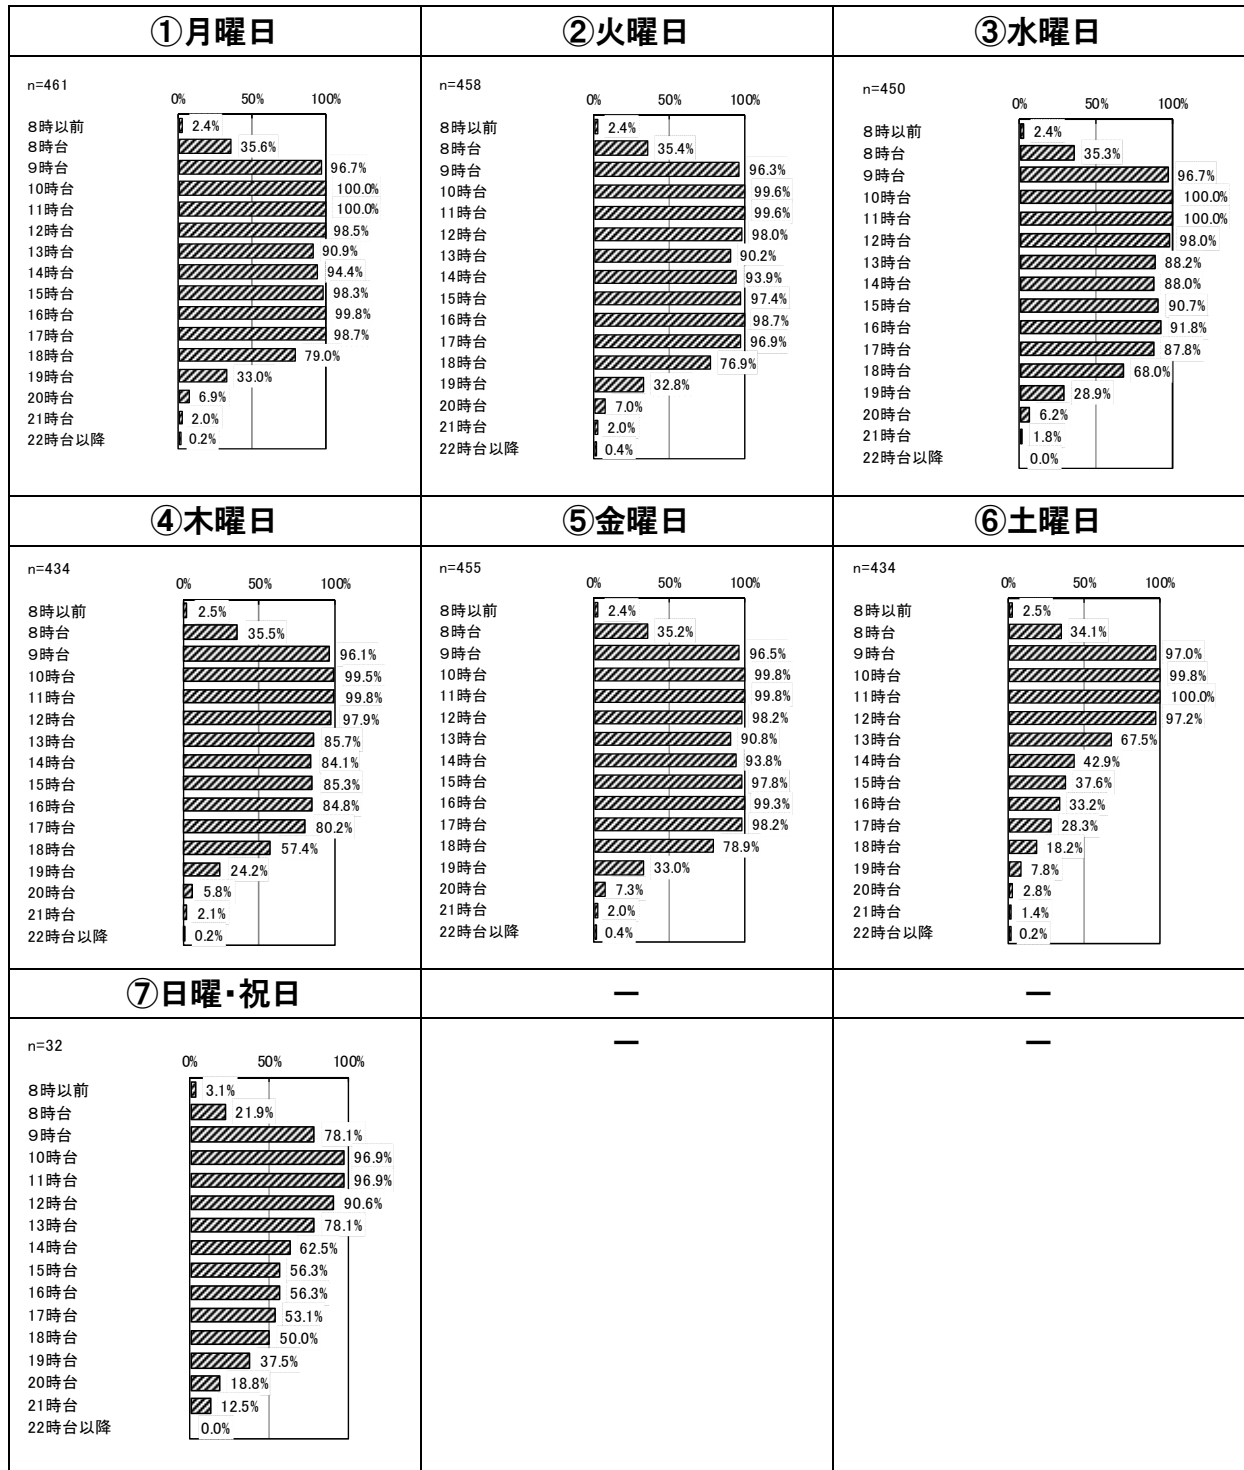 ①月曜日 ②火曜日 ③水曜日
n=461
0% 50% 100%
8時以前 2.4%
8時台 35.6%
9時台 96.7%
10時台 100.0%
11時台 100.0%
12時台 98.5%
13時台 90.9%
14時台 94.4%
15時台 98.3%
16時台 99.8%
17時台 98.7%
18時台 79.0%
19時台 33.0%
20時台 6.9%
21時台 2.0%
22時台以降 0.2%
n=458
0% 50% 100%
8時以前 2.4%
8時台 35.4%
9時台 96.3%
10時台 99.6%
11時台 99.6%
12時台 98.0%
13時台 90.2%
14時台 93.9%
15時台 97.4%
16時台 98.7%
17時台 96.9%
18時台 76.9%
19時台 32.8%
20時台 7.0%
21時台 2.0%
22時台以降 0.4%
n=450
0% 50% 100%
8時以前 2.4%
8時台 35.3%
9時台 96.7%
10時台 100.0%
11時台 100.0%
12時台 98.0%
13時台 88.2%
14時台 88.0%
15時台 90.7%
16時台 91.8%
17時台 87.8%
18時台 68.0%
19時台 28.9%
20時台 6.2%
21時台 1.8%
22時台以降 0.0%
④木曜日 ⑤金曜日 ⑥土曜日
n=434
0% 50% 100%
8時以前 2.5%
8時台 35.5%
9時台 96.1%
10時台 99.5%
11時台 99.8%
12時台 97.9%
13時台 85.7%
14時台 84.1%
15時台 85.3%
16時台 84.8%
17時台 80.2%
18時台 57.4%
19時台 24.2%
20時台 5.8%
21時台 2.1%
22時台以降 0.2%
n=455
0% 50% 100%
8時以前 2.4%
8時台 35.2%
9時台 96.5%
10時台 99.8%
11時台 99.8%
12時台 98.2%
13時台 90.8%
14時台 93.8%
15時台 97.8%
16時台 99.3%
17時台 98.2%
18時台 78.9%
19時台 33.0%
20時台 7.3%
21時台 2.0%
22時台以降 0.4%
n=434
0% 50% 100%
8時以前 2.5%
8時台 34.1%
9時台 97.0%
10時台 99.8%
11時台 100.0%
12時台 97.2%
13時台 67.5%
14時台 42.9%
15時台 37.6%
16時台 33.2%
17時台 28.3%
18時台 18.2%
19時台 7.8%
20時台 2.8%
21時台 1.4%
22時台以降 0.2%
⑦日曜・祝日 － －
n=32
0% 50% 100%
8時以前 3.1%
8時台 21.9%
9時台 78.1%
10時台 96.9%
11時台 96.9%
12時台 90.6%
13時台 78.1%
14時台 62.5%
15時台 56.3%
16時台 56.3%
17時台 53.1%
18時台 50.0%
19時台 37.5%
20時台 18.8%
21時台 12.5%
22時台以降 0.0%
－ －